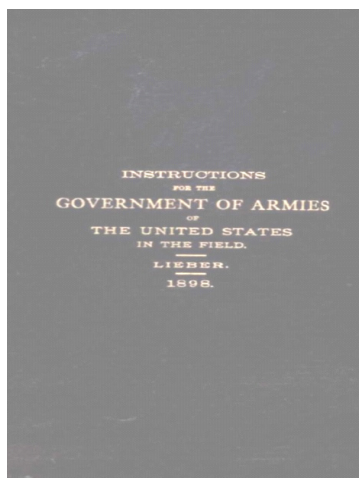 INSTRUCTIONS
FOR THE
GOVERNMENT OF ARMIES
OF
THE UNITED STATES
IN THE FIELD.
LIEBER.
1898.